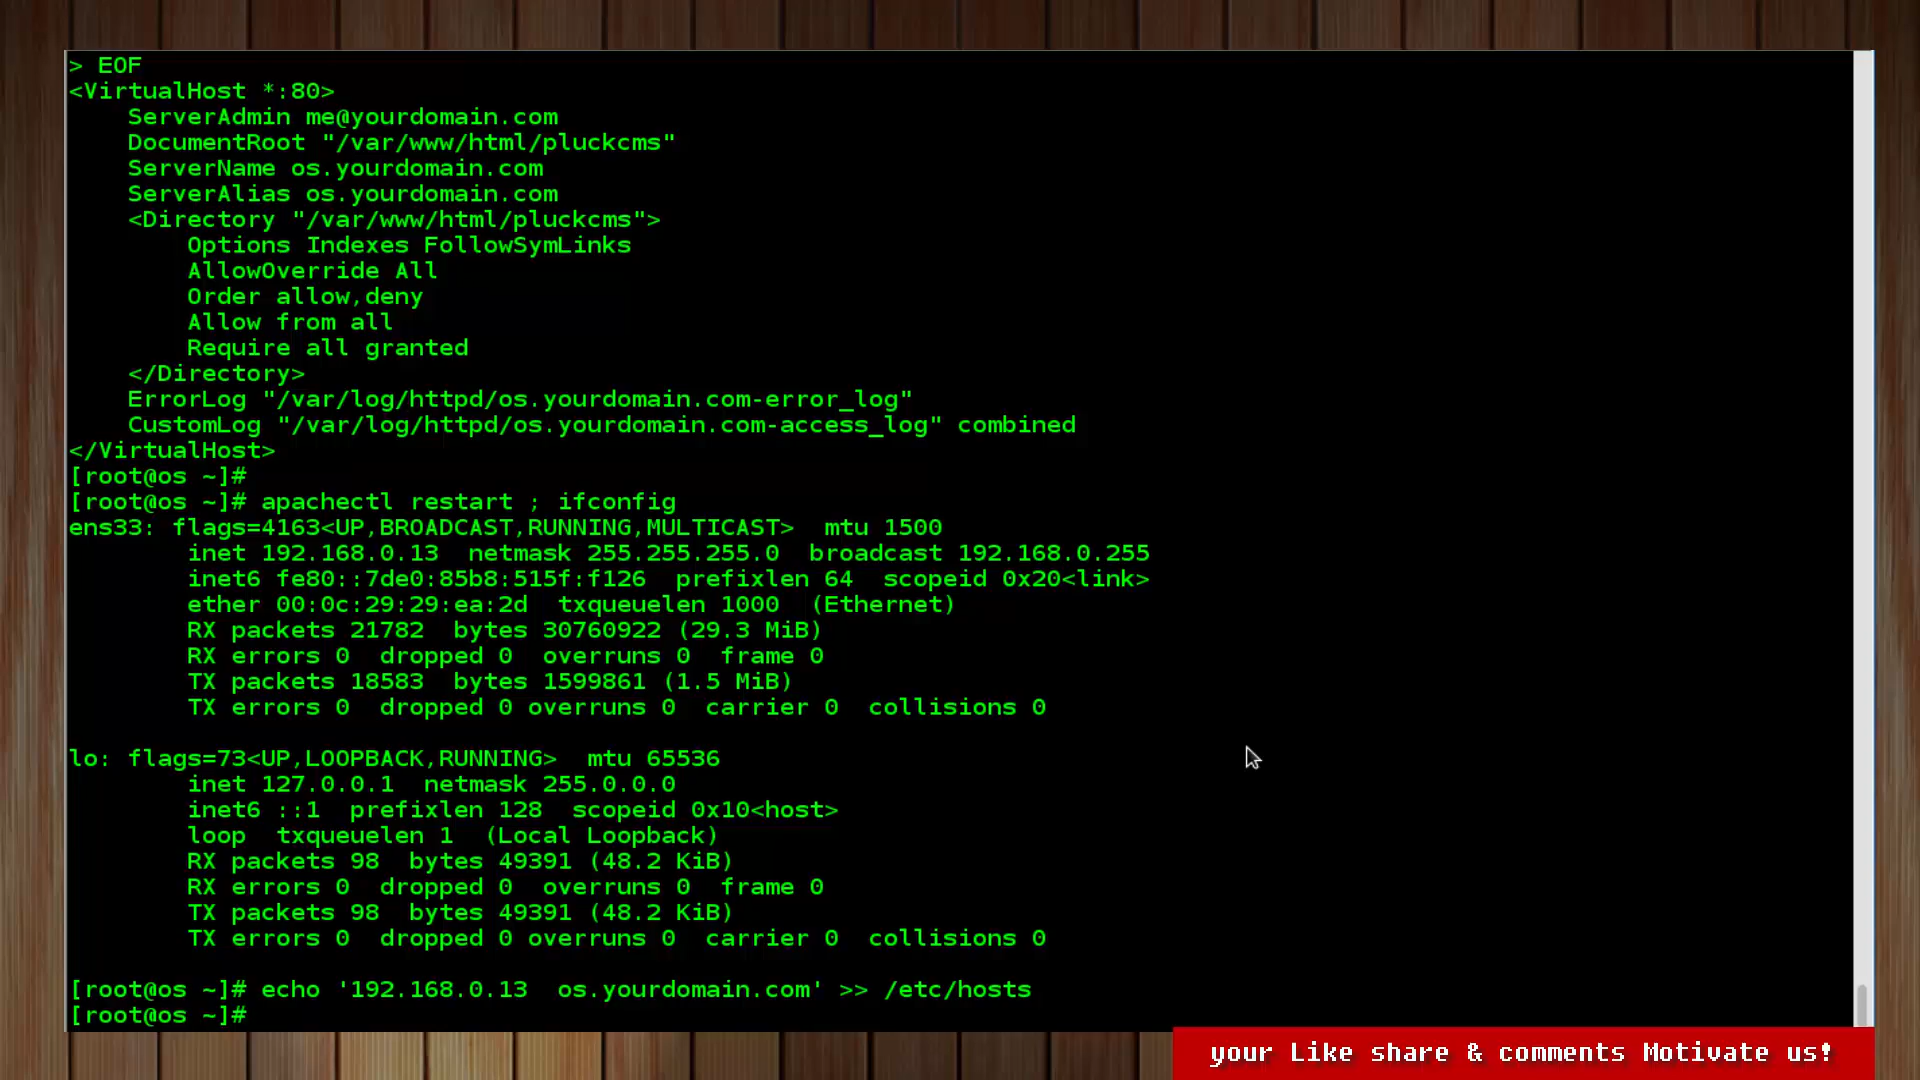 > EOF
<VirtualHost *:80>
    ServerAdmin me@yourdomain.com
    DocumentRoot "/var/www/html/pluckcms"
    ServerName os.yourdomain.com
    ServerAlias os.yourdomain.com
    <Directory "/var/www/html/pluckcms">
        Options Indexes FollowSymLinks
        AllowOverride All
        Order allow,deny
        Allow from all
        Require all granted
    </Directory>
    ErrorLog "/var/log/httpd/os.yourdomain.com-error_log"
    CustomLog "/var/log/httpd/os.yourdomain.com-access_log" combined
</VirtualHost>
[root@os ~]#
[root@os ~]# apachectl restart ; ifconfig
ens33: flags=4163<UP,BROADCAST,RUNNING,MULTICAST>  mtu 1500
        inet 192.168.0.13  netmask 255.255.255.0  broadcast 192.168.0.255
        inet6 fe80::7de0:85b8:515f:f126  prefixlen 64  scopeid 0x20<link>
        ether 00:0c:29:29:ea:2d  txqueuelen 1000  (Ethernet)
        RX packets 21782  bytes 30760922 (29.3 MiB)
        RX errors 0  dropped 0  overruns 0  frame 0
        TX packets 18583  bytes 1599861 (1.5 MiB)
        TX errors 0  dropped 0 overruns 0  carrier 0  collisions 0

lo: flags=73<UP,LOOPBACK,RUNNING>  mtu 65536
        inet 127.0.0.1  netmask 255.0.0.0
        inet6 ::1  prefixlen 128  scopeid 0x10<host>
        loop  txqueuelen 1  (Local Loopback)
        RX packets 98  bytes 49391 (48.2 KiB)
        RX errors 0  dropped 0  overruns 0  frame 0
        TX packets 98  bytes 49391 (48.2 KiB)
        TX errors 0  dropped 0 overruns 0  carrier 0  collisions 0

[root@os ~]# echo '192.168.0.13  os.yourdomain.com' >> /etc/hosts
[root@os ~]#
your Like share & comments Motivate us!